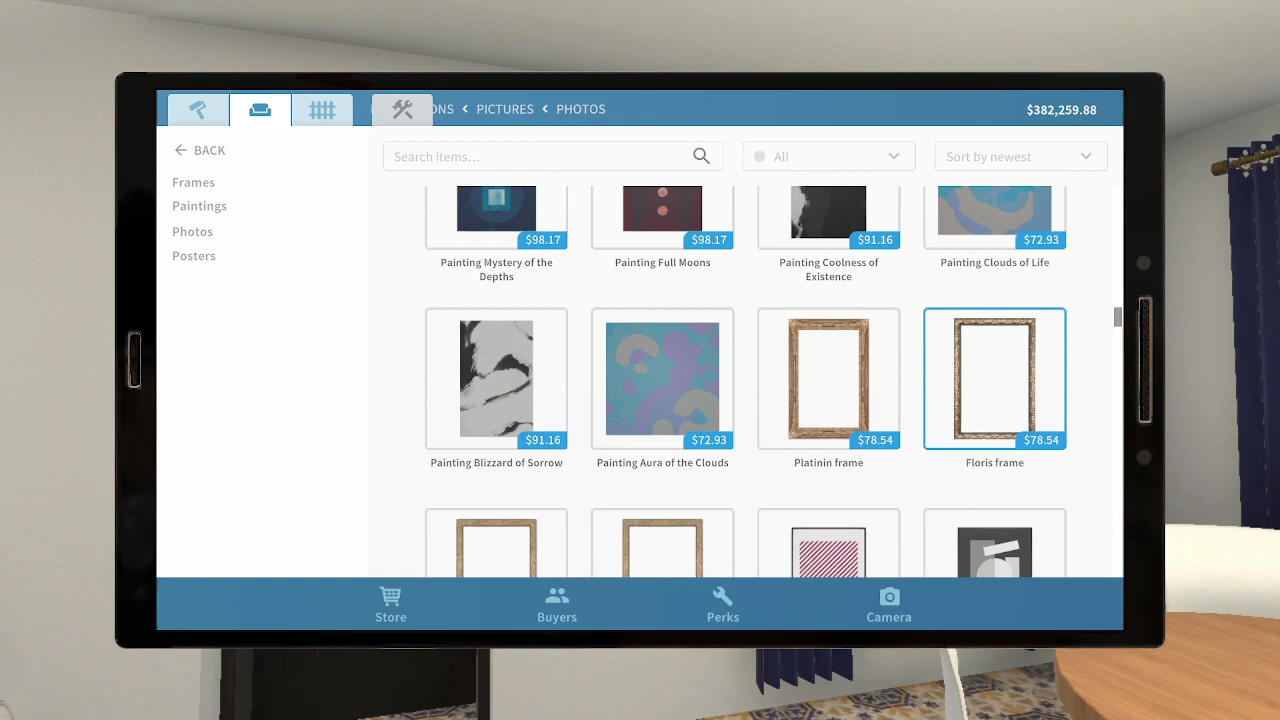 ONS < PICTURES < PHOTOS
$382,259.88
BACK
Search items...
All
Sort by newest
Frames
Paintings
Photos
Posters
$98.17
$98.17
$91.16
$72.93
Painting Mystery of the
Depths
Painting Full Moons
Painting Coolness of
Existence
Painting Clouds of Life
$91.16
$72.93
$78.54
$78.54
Painting Blizzard of Sorrow
Painting Aura of the Clouds
Platinin frame
Floris frame
Store
Buyers
Perks
Camera